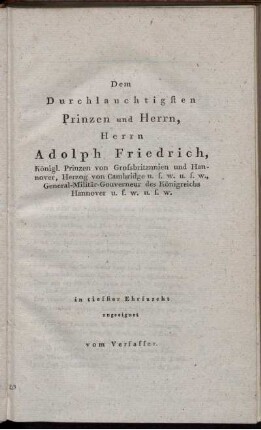 Dem
Durchlauchtigſten
Prinzen und Herrn,
Herrn
Adolph Friedrich,
Königl. Prinzen von Grofsbritannien und Han-
nover, Herzog von Cambridge u. ſ. w. u. ſ. w.,
General-Militär-Gouverneur des Königreichs
Hannover u. ſ. w. u. ſ. w.
in tiefſter Ehrfurcht
zugeeignet
vom Verfaſſer.